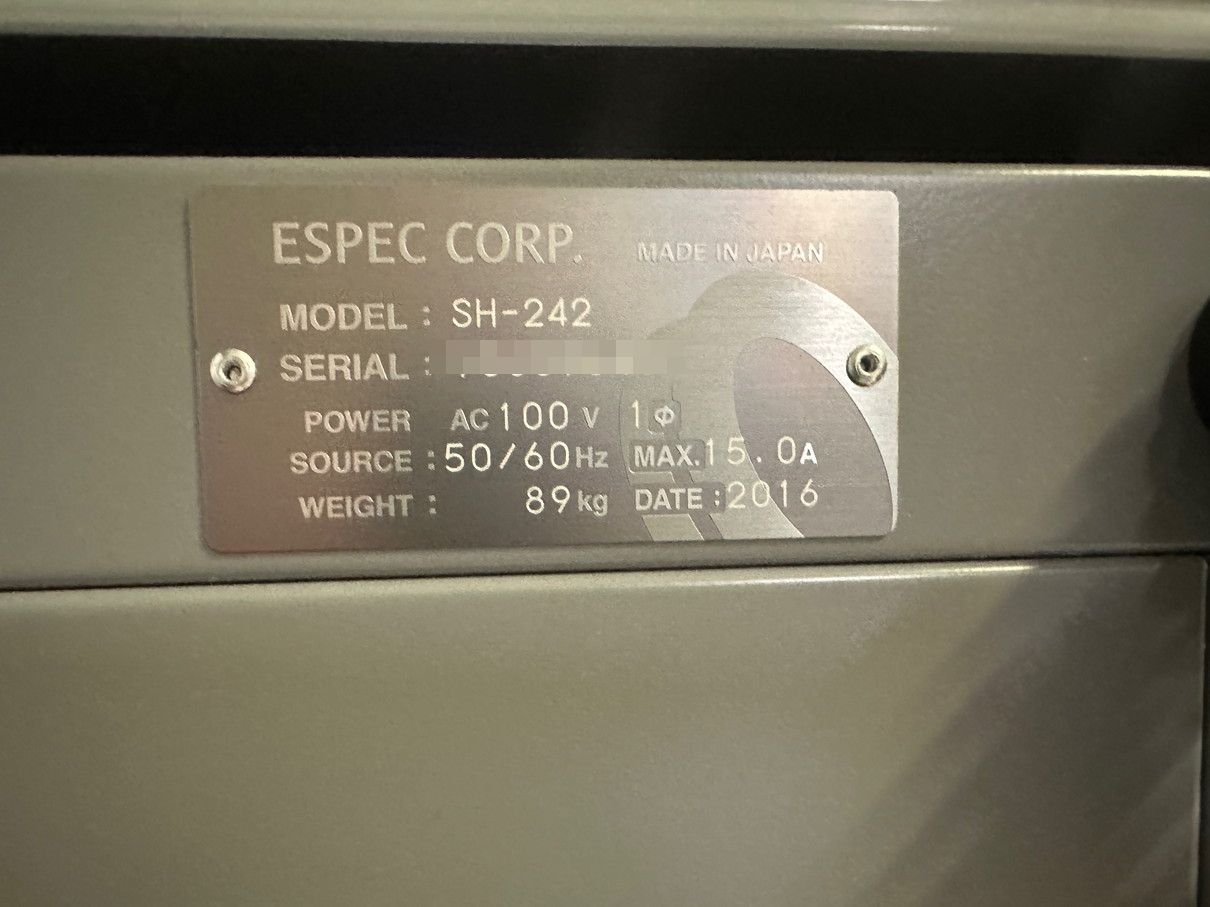 ESPEC CORP. MADE IN JAPAN
MODEL : SH-242
SERIAL :
POWER AC 100 V 1Φ
SOURCE : 50/60Hz MAX. 15.0A
WEIGHT : 89kg DATE : 2016